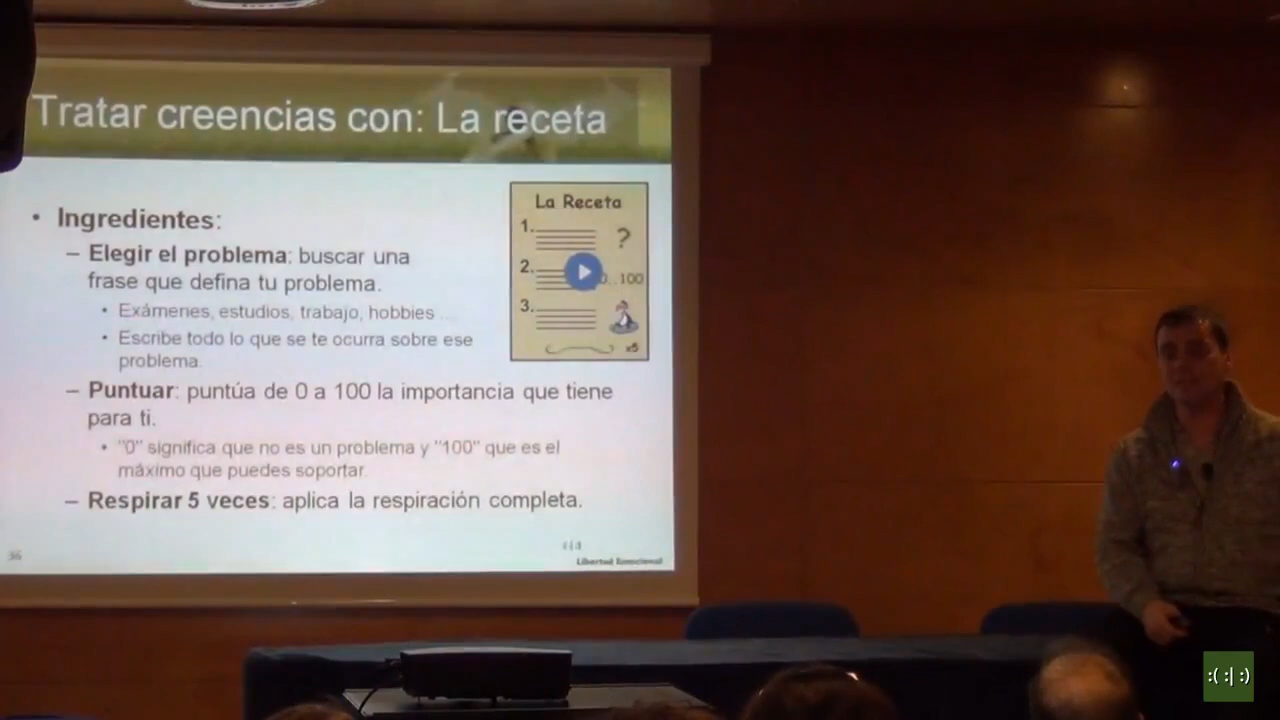 Tratar creencias con: La receta
• Ingredientes:
– Elegir el problema: buscar una
frase que defina tu problema.
• Exámenes, estudios, trabajo, hobbies ...
• Escribe todo lo que se te ocurra sobre ese
problema.
– Puntuar: puntúa de 0 a 100 la importancia que tiene
para ti.
• "0" significa que no es un problema y "100" que es el
máximo que puedes soportar.
– Respirar 5 veces: aplica la respiración completa.
La Receta
1.
?
2.
0..100
3.
x5
36
Libertad Emocional
:( :| :)